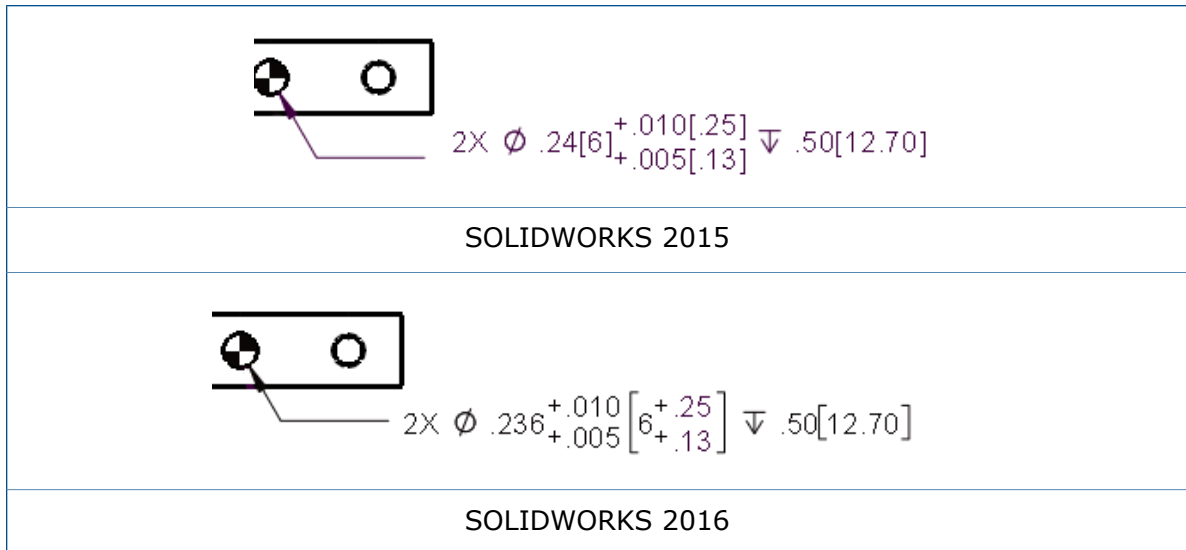 2X ⌀ .24[6] +.010[.25] +.005[.13] ↧ .50[12.70]
SOLIDWORKS 2015
2X ⌀ .236 +.010 +.005 [6 +.25 +.13] ↧ .50[12.70]
SOLIDWORKS 2016